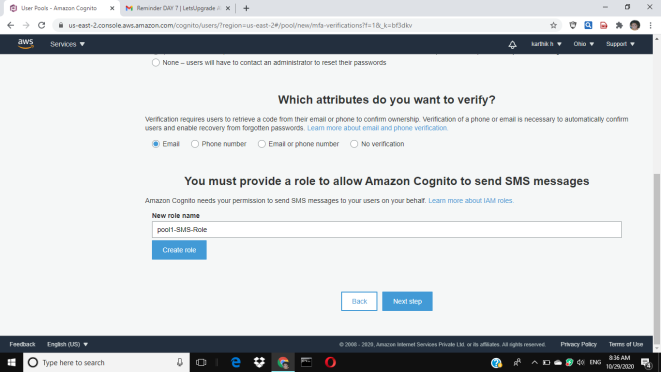 User Pools - Amazon Cognito
Reminder DAY 7 | LetsUpgrade A
us-east-2.console.aws.amazon.com/cognito/users/?region=us-east-2#/pool/new/mfa-verifications?f=1&_k=bf3dkv
aws
Services
karthik h
Ohio
Support
None – users will have to contact an administrator to reset their passwords
Which attributes do you want to verify?
Verification requires users to retrieve a code from their email or phone to confirm ownership. Verification of a phone or email is necessary to automatically confirm
users and enable recovery from forgotten passwords. Learn more about email and phone verification.
Email
Phone number
Email or phone number
No verification
You must provide a role to allow Amazon Cognito to send SMS messages
Amazon Cognito needs your permission to send SMS messages to your users on your behalf. Learn more about IAM roles.
New role name
pool1-SMS-Role
Create role
Back
Next step
Feedback
English (US)
© 2008 - 2020, Amazon Internet Services Private Ltd. or its affiliates. All rights reserved.
Privacy Policy
Terms of Use
Type here to search
ENG
8:36 AM
10/29/2020
4